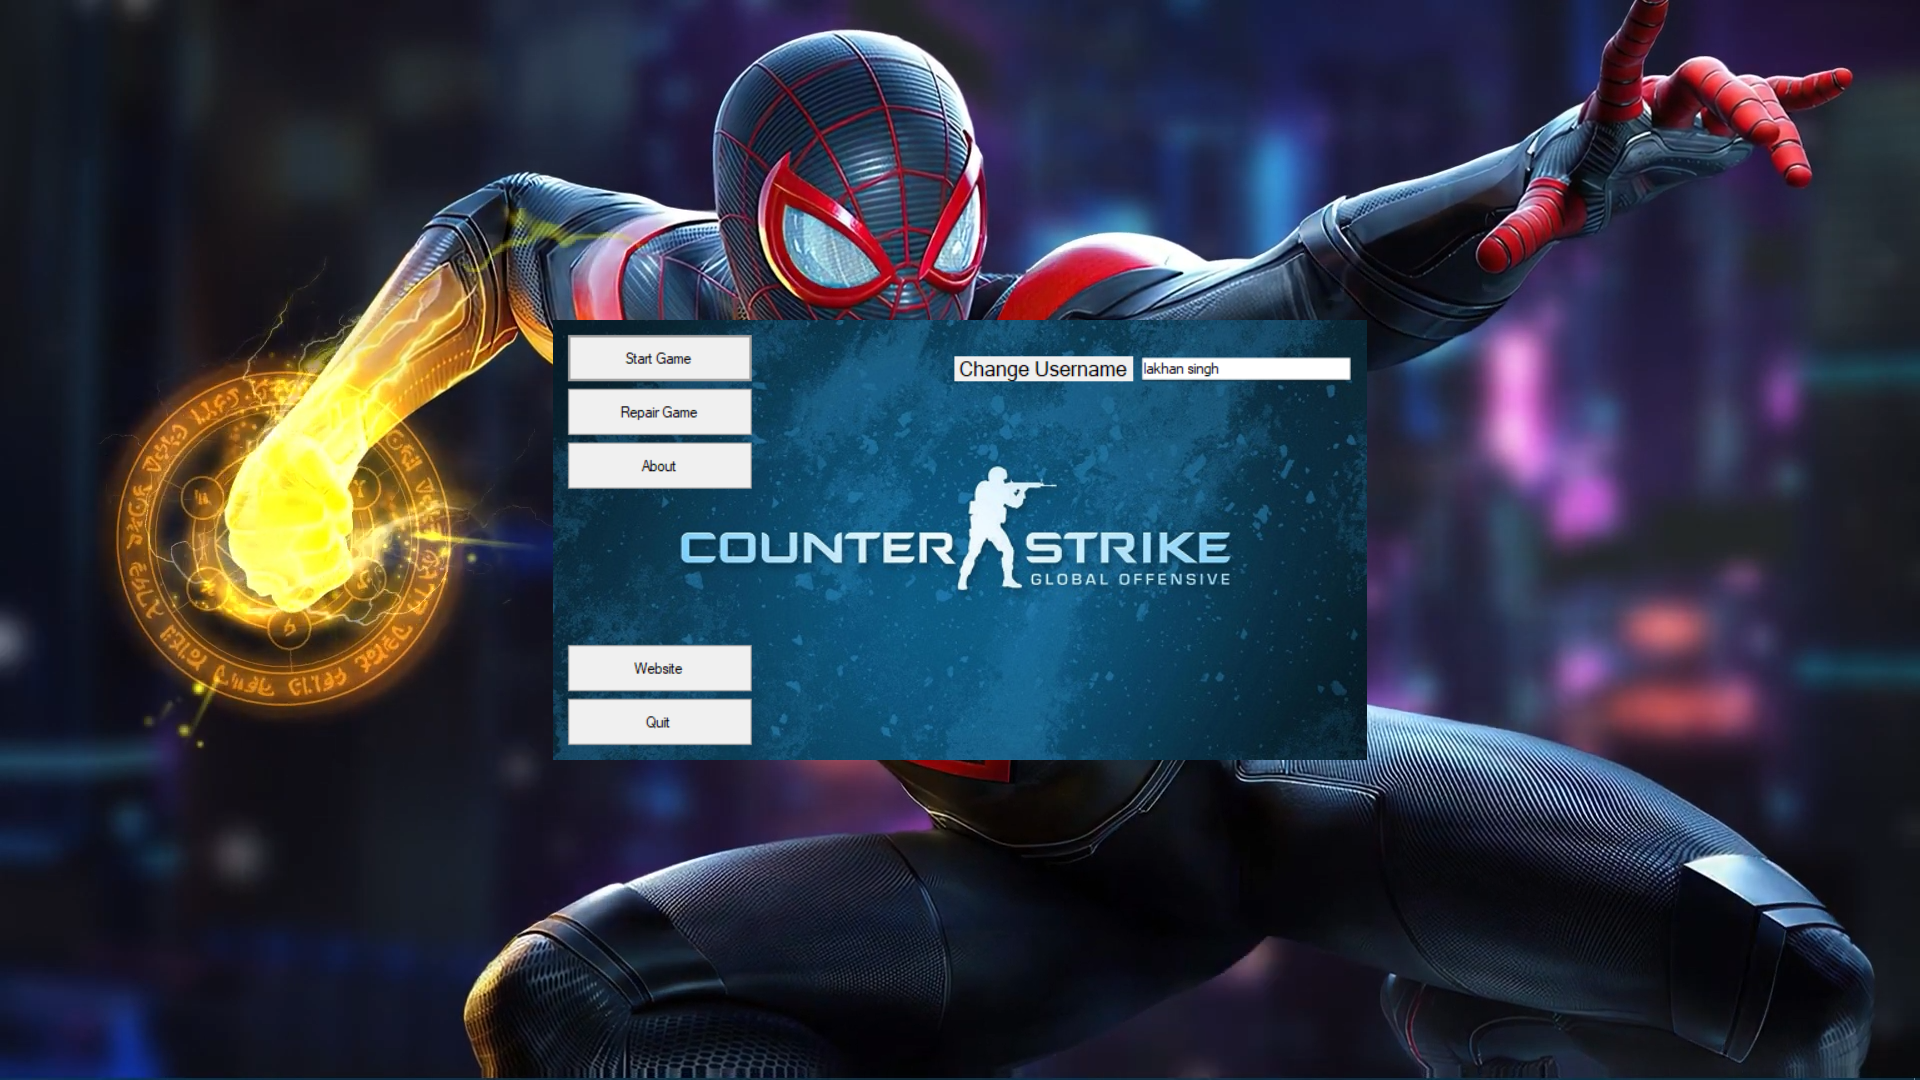 Start Game
Change Username lakhan singh
Repair Game
About
COUNTER STRIKE
GLOBAL OFFENSIVE
Website
Quit